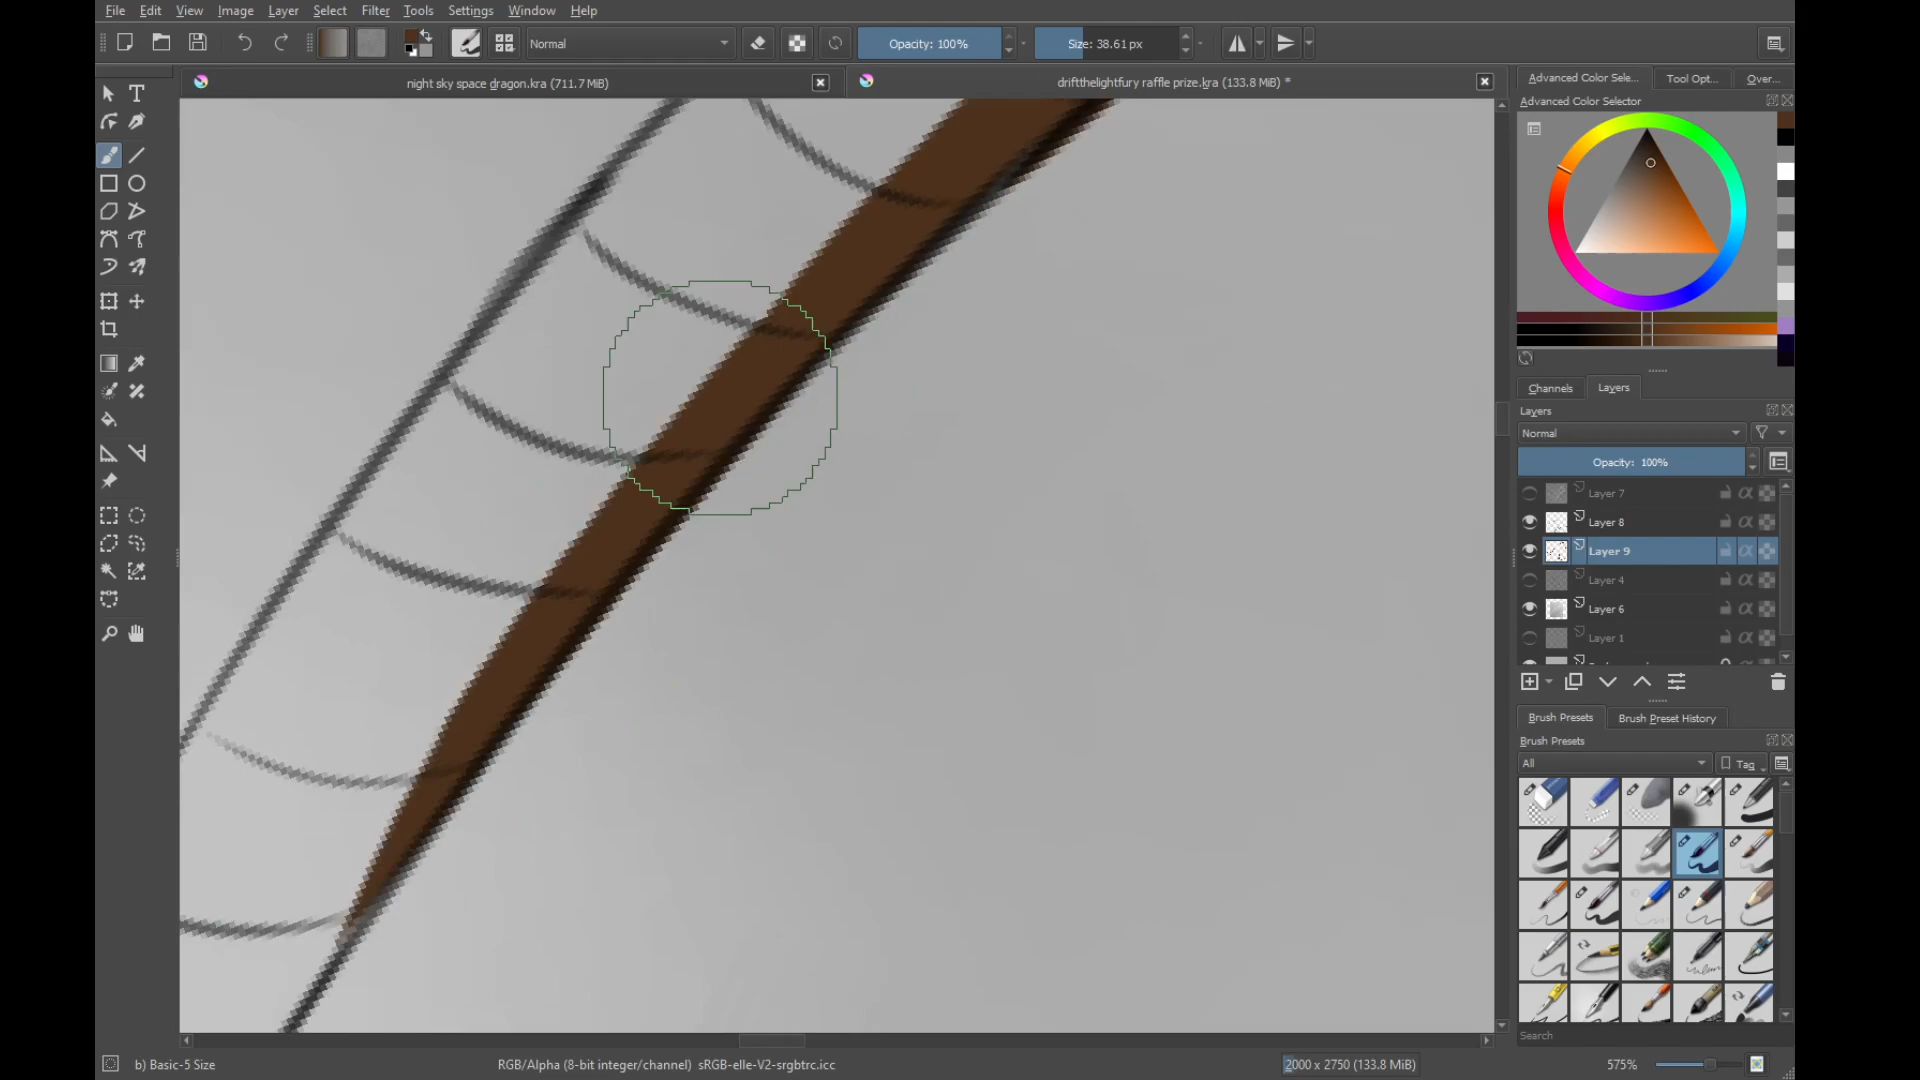 File Edit View Image Layer Select Filter Tools Settings Window Help
Normal Opacity: 100% Size: 38.61 px
night sky space dragon.kra (711.7 MiB) driftthelightfury raffle prize.kra (133.8 MiB) *
Advanced Color Sele... Tool Opt... Over...
Advanced Color Selector
Channels Layers
Layers
Normal
Opacity: 100%
Layer 7
Layer 8
Layer 9
Layer 4
Layer 6
Layer 1
Brush Presets Brush Preset History
Brush Presets
All Tag
Search
b) Basic-5 Size RGB/Alpha (8-bit integer/channel) sRGB-elle-V2-srgbtrc.icc 2000 x 2750 (133.8 MiB) 575%